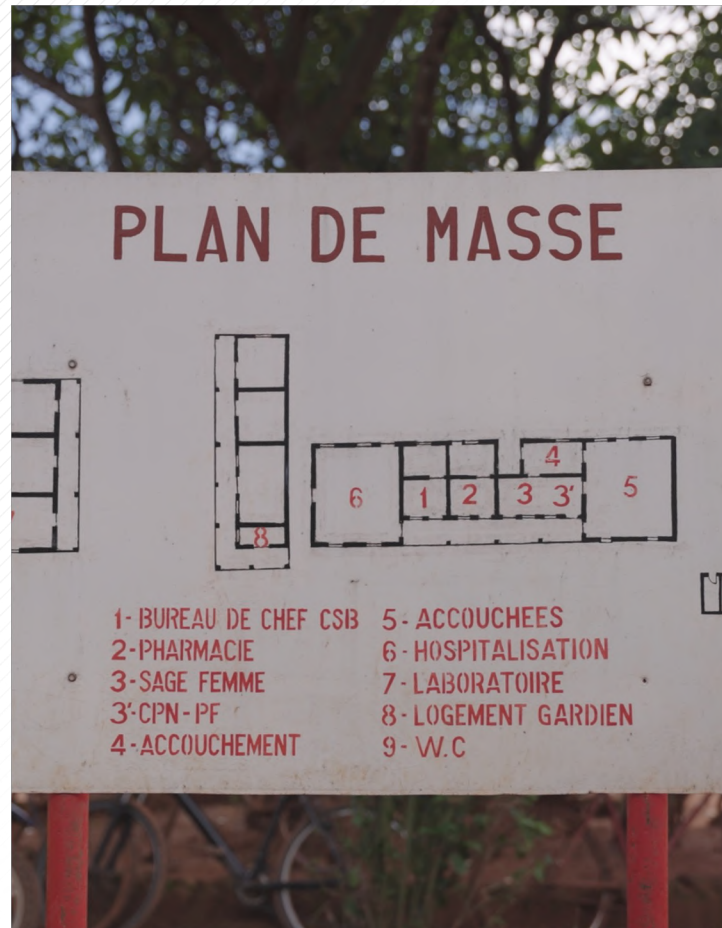 PLAN DE MASSE
4
6 1 2 3 3' 5
8
1- BUREAU DE CHEF CSB
2- PHARMACIE
3- SAGE FEMME
3'- CPN-PF
4- ACCOUCHEMENT
5- ACCOUCHEES
6- HOSPITALISATION
7- LABORATOIRE
8- LOGEMENT GARDIEN
9- W.C